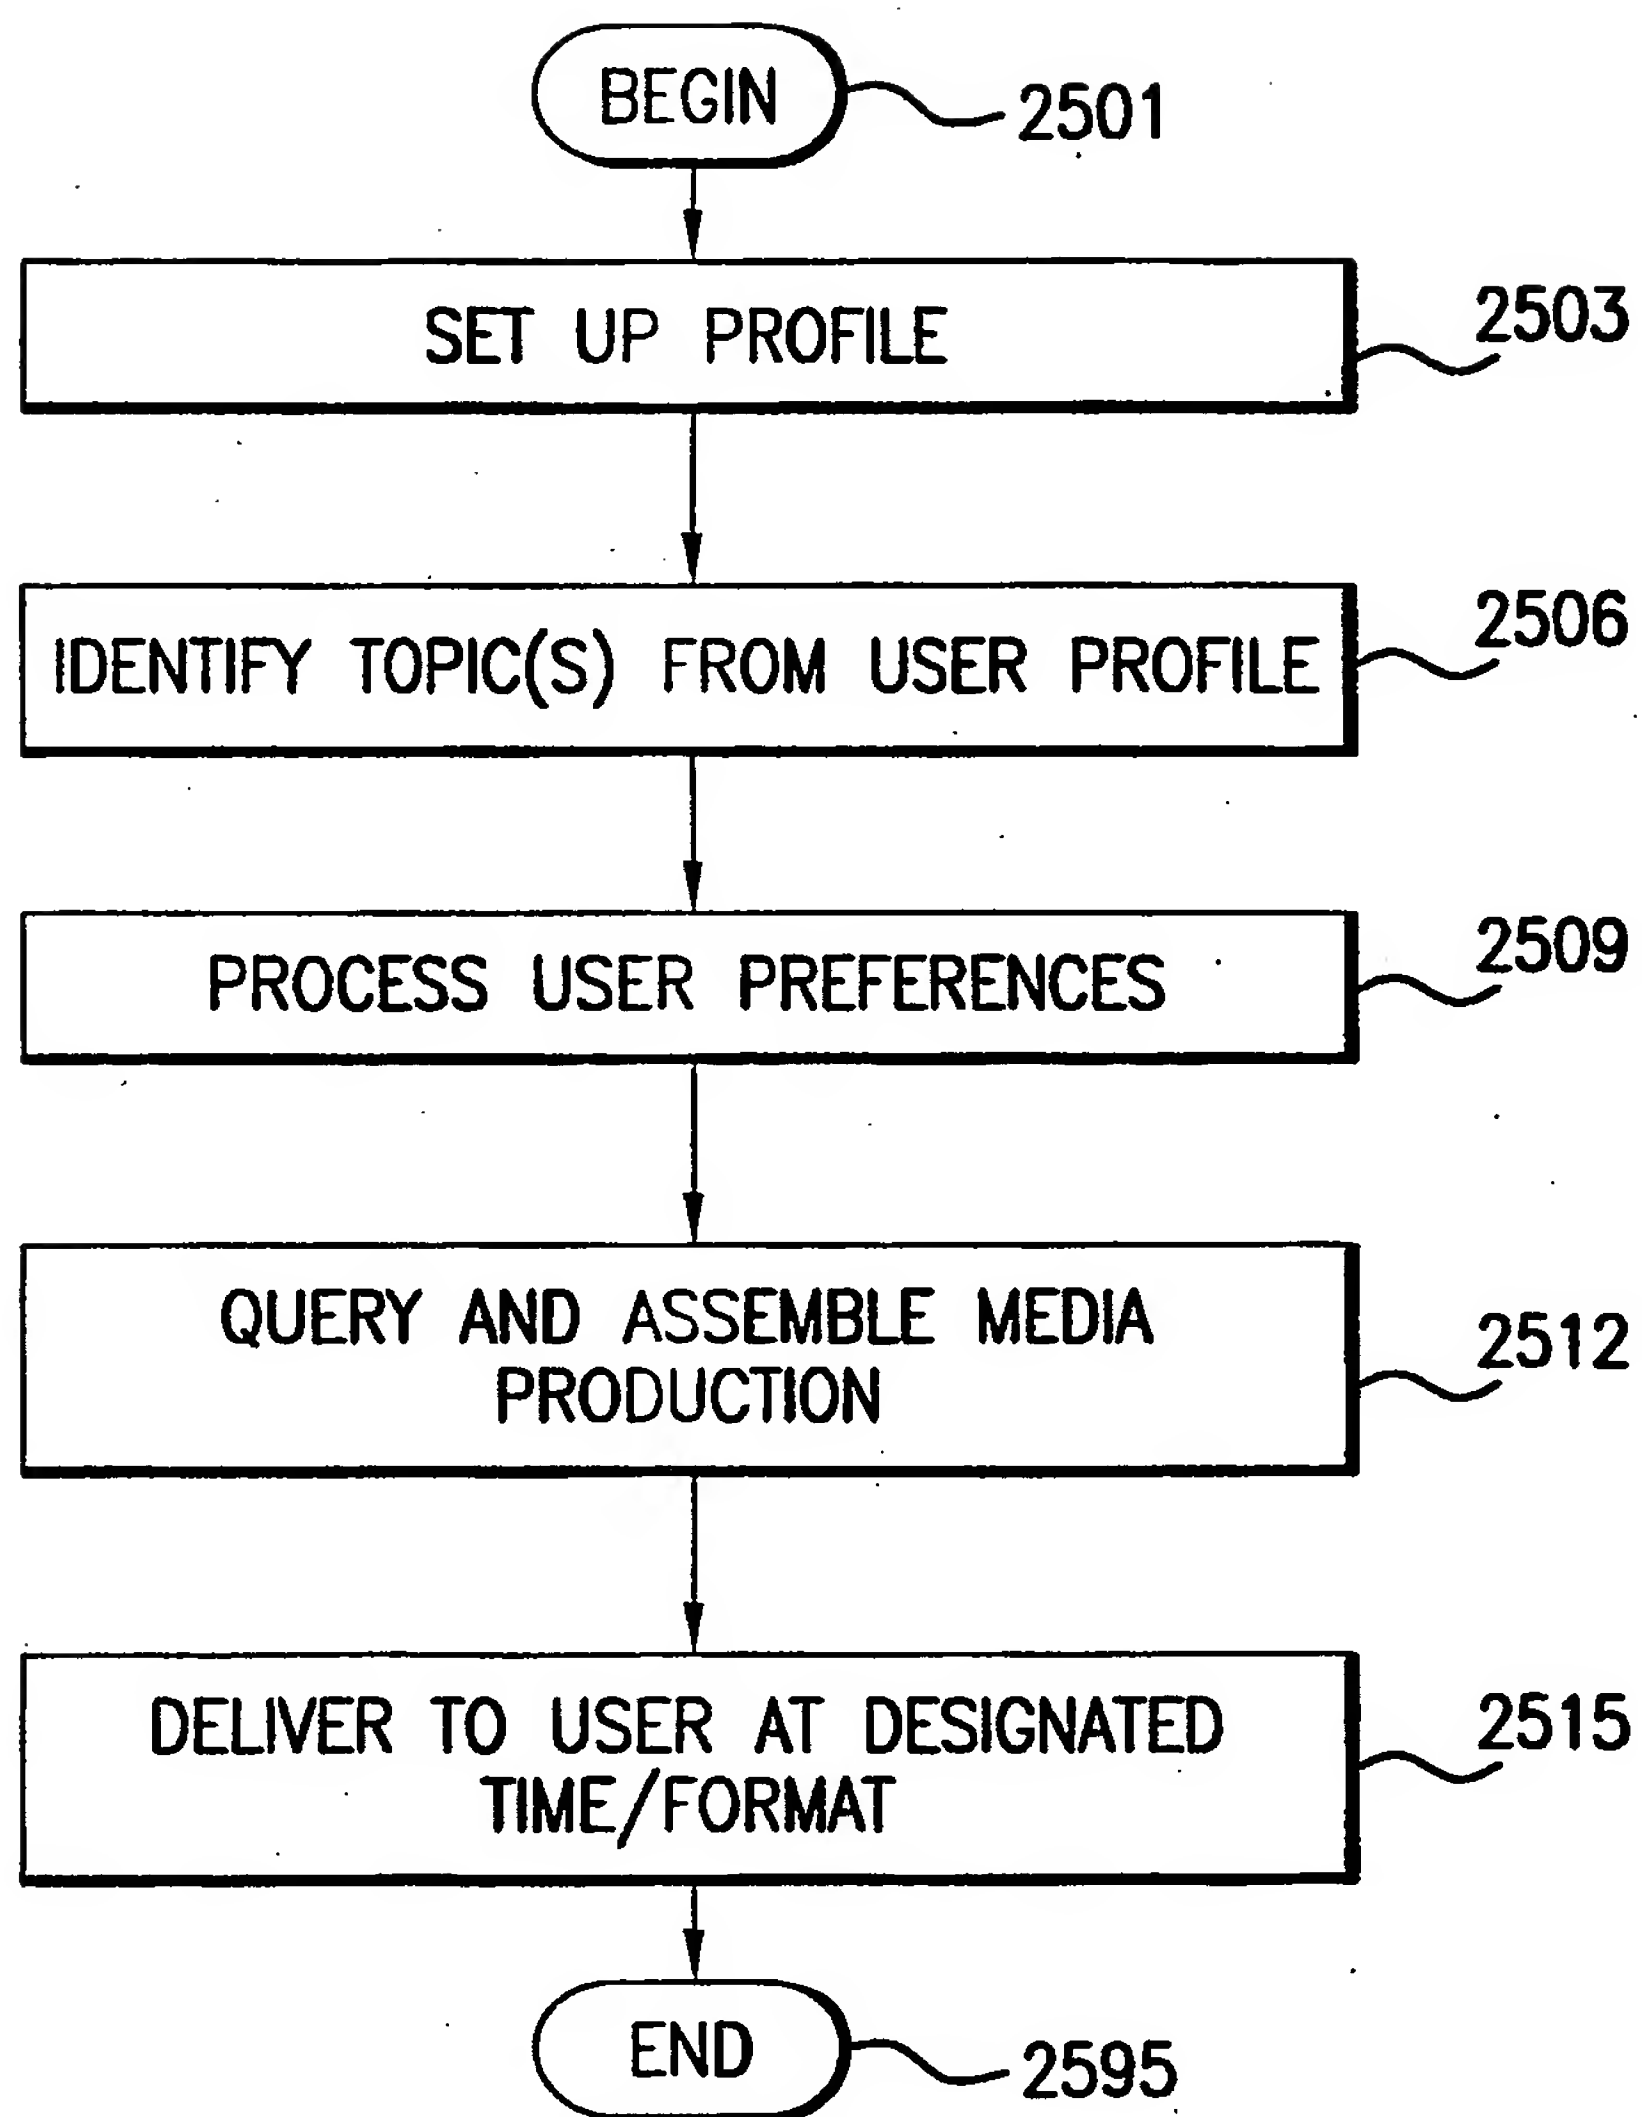 BEGIN
2501
SET UP PROFILE
2503
IDENTIFY TOPIC(S) FROM USER PROFILE
2506
PROCESS USER PREFERENCES
2509
QUERY AND ASSEMBLE MEDIA
PRODUCTION
2512
DELIVER TO USER AT DESIGNATED
TIME/FORMAT
2515
END
2595